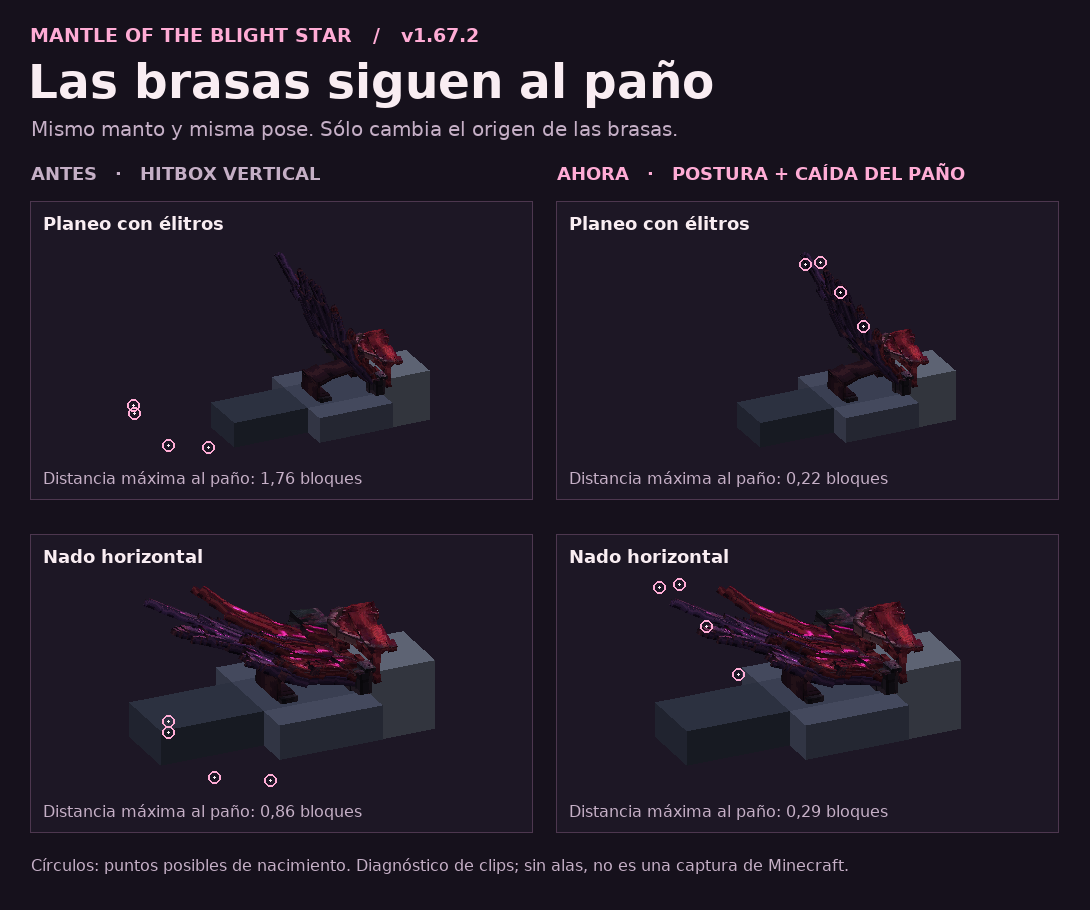 MANTLE OF THE BLIGHT STAR / v1.67.2
Las brasas siguen al paño
Mismo manto y misma pose. Sólo cambia el origen de las brasas.
ANTES · HITBOX VERTICAL
AHORA · POSTURA + CAÍDA DEL PAÑO
Planeo con élitros
Planeo con élitros
Distancia máxima al paño: 1,76 bloques
Distancia máxima al paño: 0,22 bloques
Nado horizontal
Nado horizontal
Distancia máxima al paño: 0,86 bloques
Distancia máxima al paño: 0,29 bloques
Círculos: puntos posibles de nacimiento. Diagnóstico de clips; sin alas, no es una captura de Minecraft.